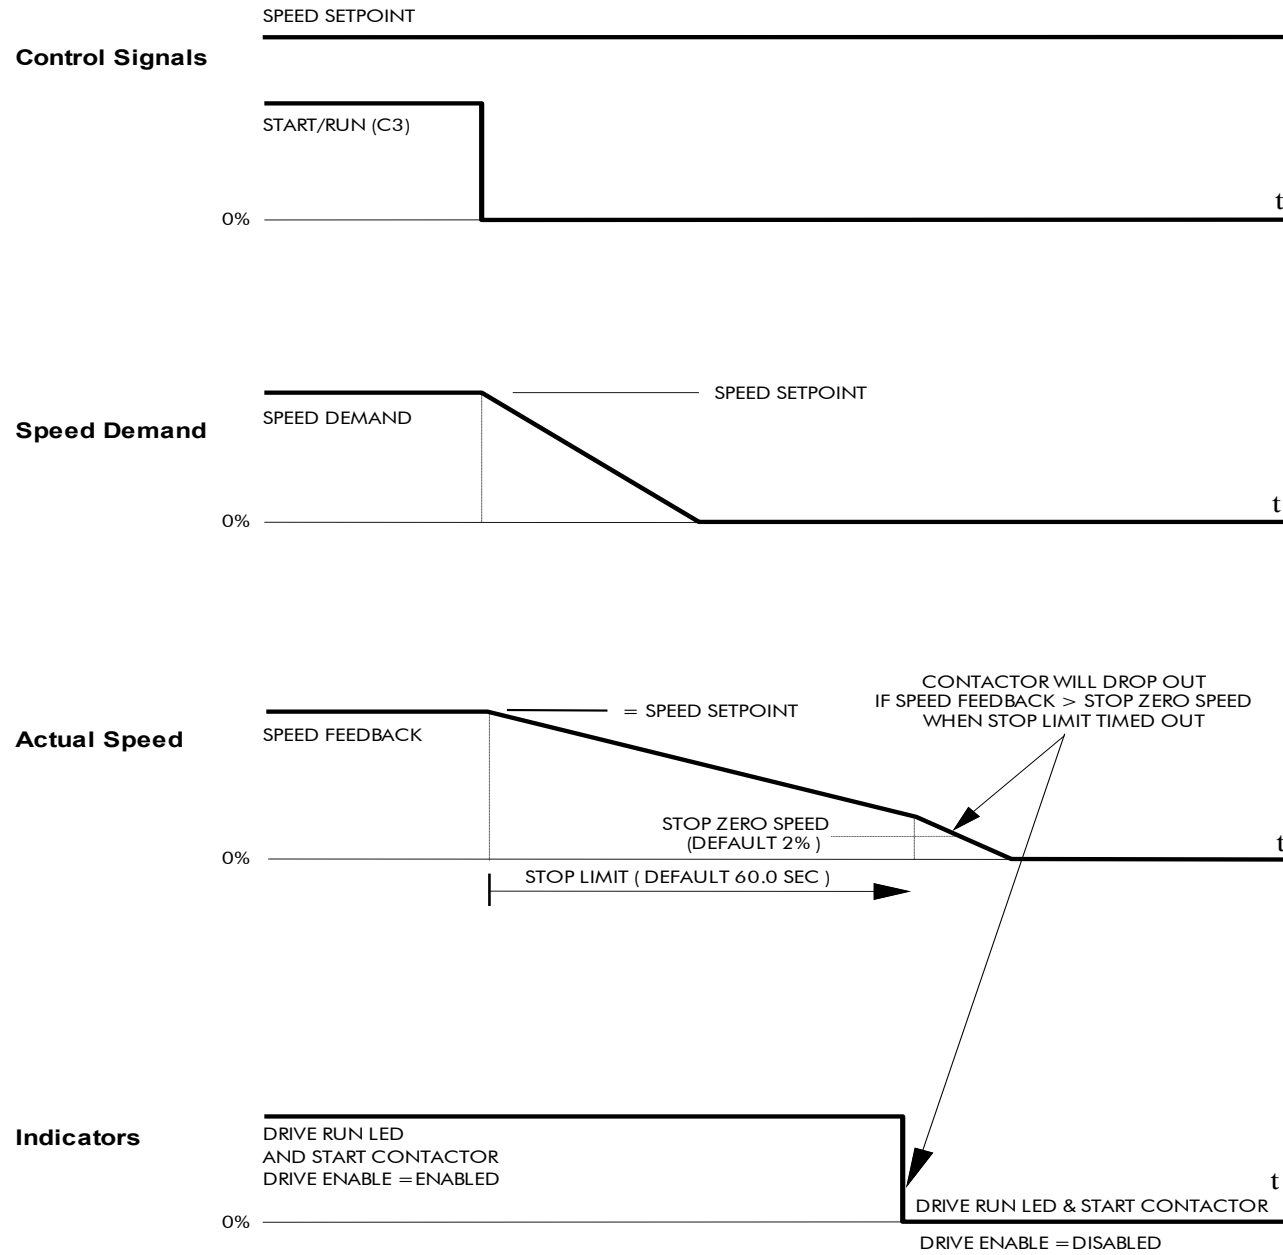 SPEED SETPOINT
Control Signals
START/RUN (C3)
t
0%
SPEED SETPOINT
Speed Demand
SPEED DEMAND
t
0%
CONTACTOR WILL DROP OUT
IF SPEED FEEDBACK > STOP ZERO SPEED
WHEN STOP LIMIT TIMED OUT
= SPEED SETPOINT
Actual Speed
SPEED FEEDBACK
STOP ZERO SPEED
(DEFAULT 2% )
t
0%
STOP LIMIT ( DEFAULT 60.0 SEC )
Indicators
DRIVE RUN LED
AND START CONTACTOR
DRIVE ENABLE =ENABLED
t
DRIVE RUN LED & START CONTACTOR
0%
DRIVE ENABLE =DISABLED